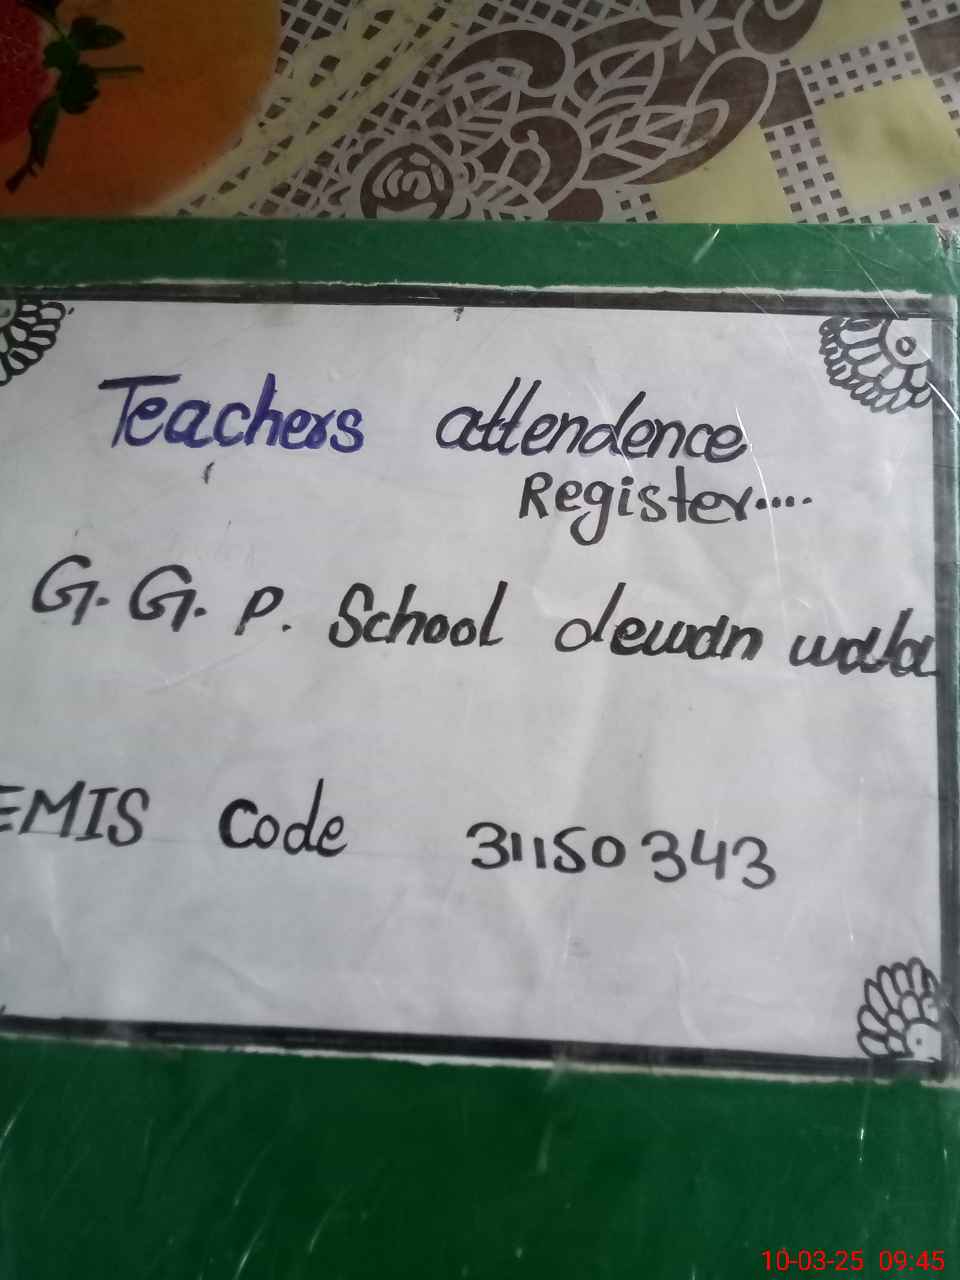 Teachers attendence
Register....
G. G. P. School dewan wala
EMIS Code 31150343
10-03-25 09:45